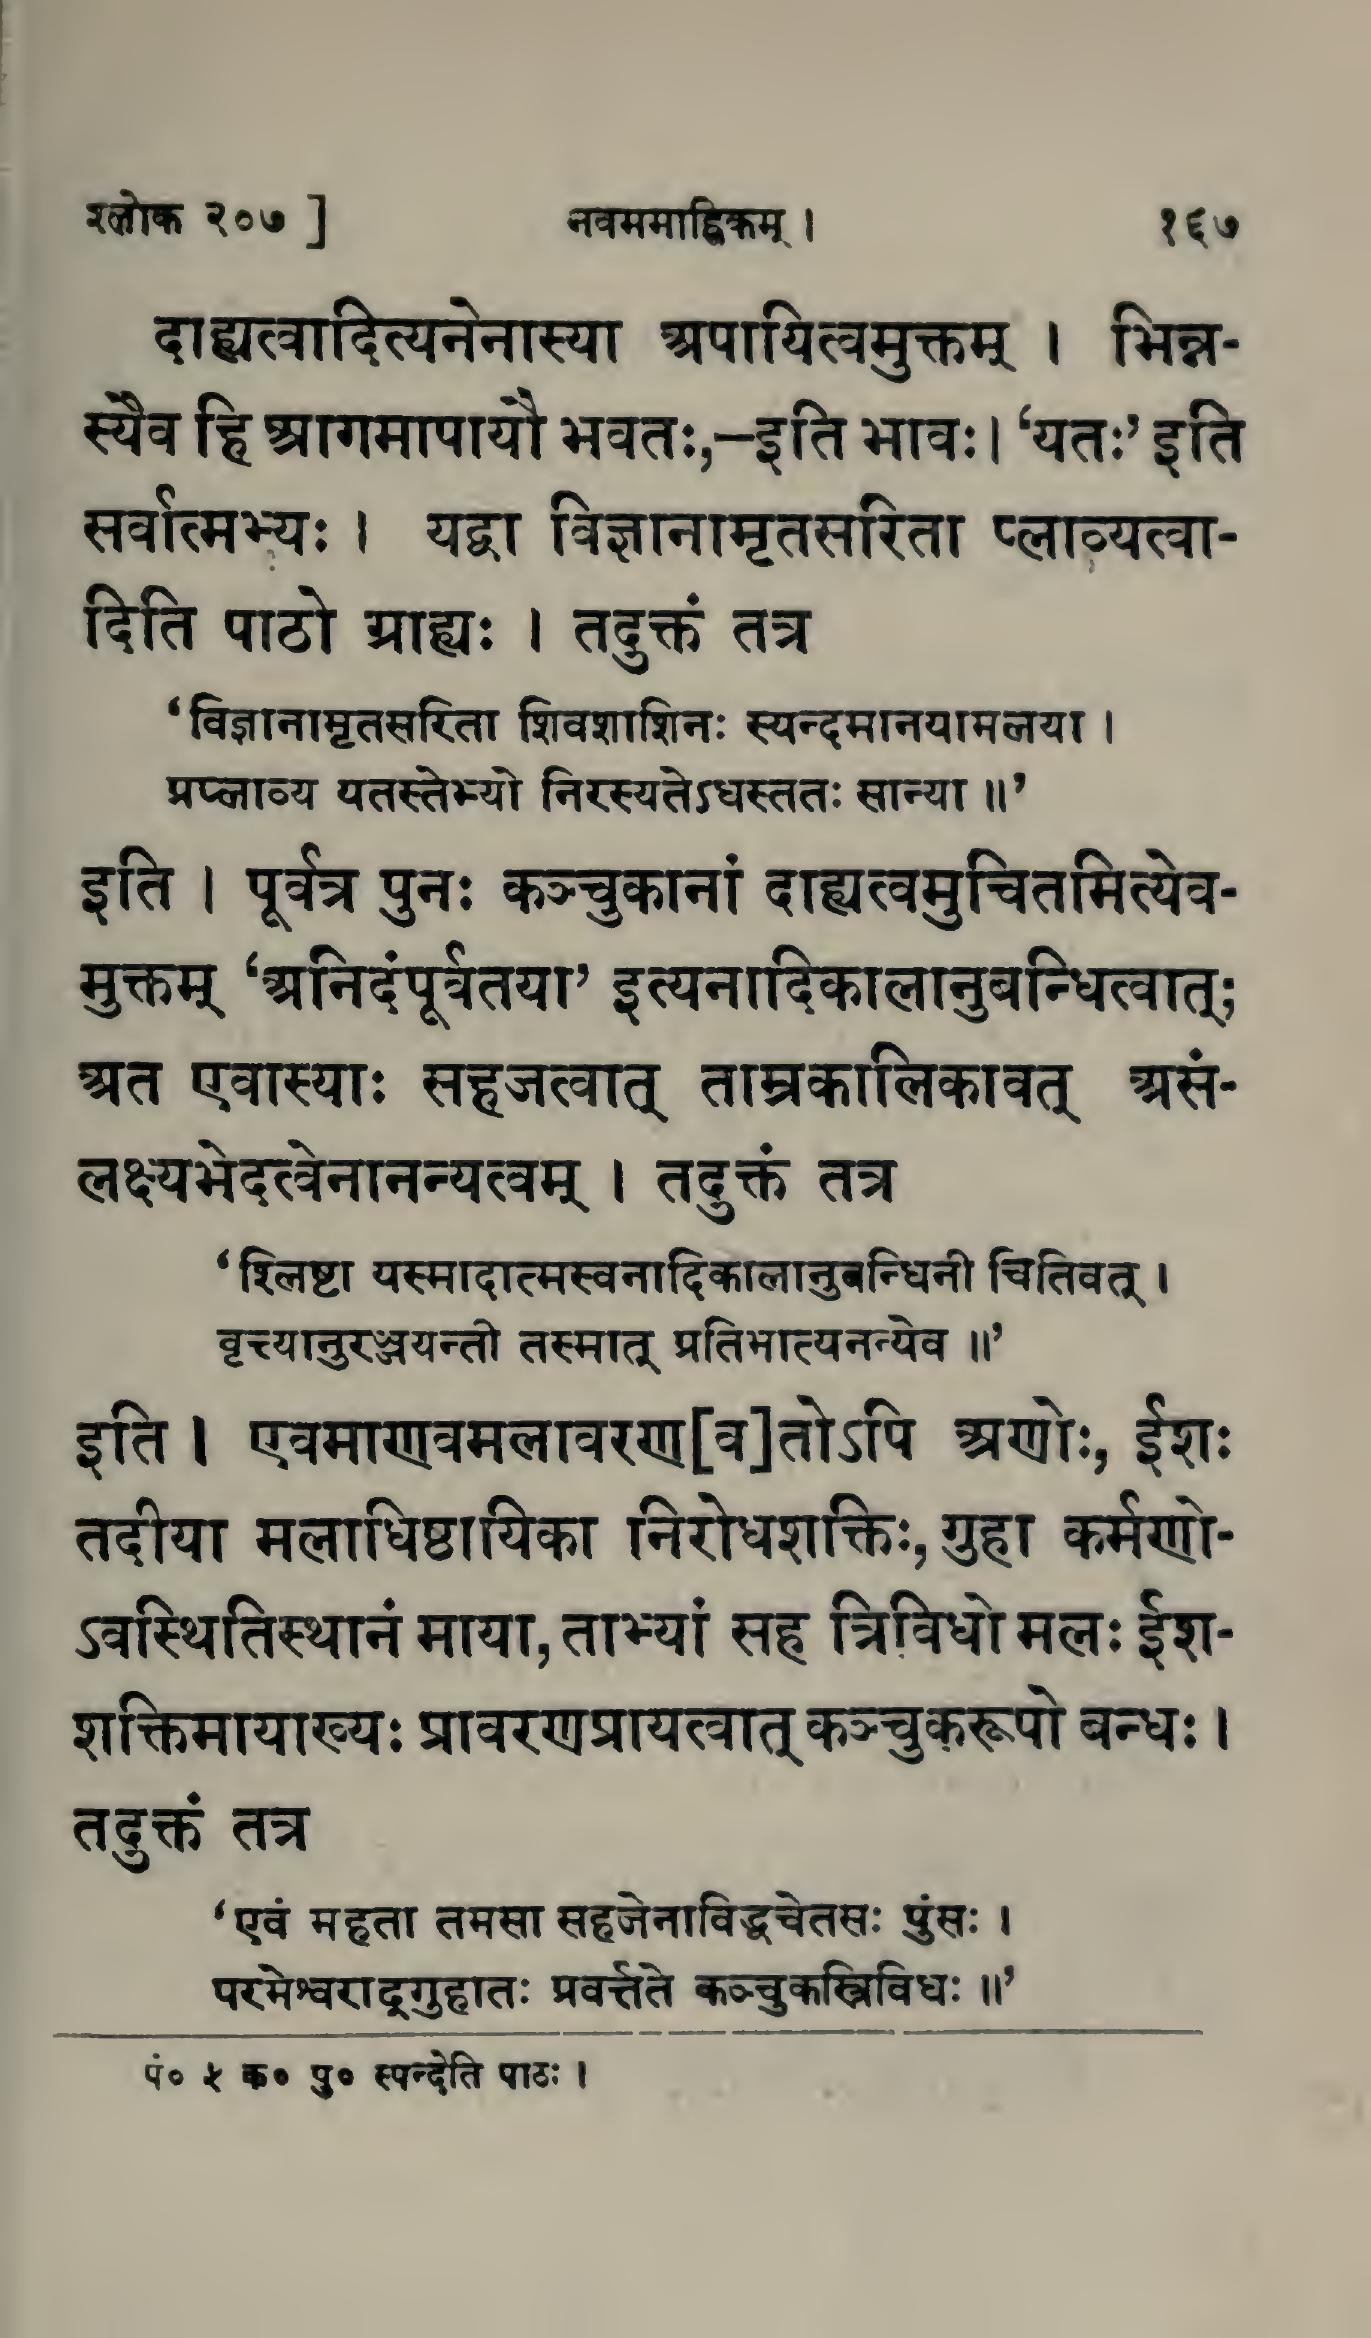 श्लोक २०७ ] नवममाह्निकम् । १६७
दाह्यत्वादित्यनेनास्या अपायित्वमुक्तम् । भिन्न-
स्यैव हि आगमापायौ भवतः,–इति भावः। ‘यतः’ इति
सर्वात्मभ्यः । यद्वा विज्ञानामृतसरिता प्लाव्यत्वा-
दिति पाठो ग्राह्यः । तदुक्तं तत्र
‘विज्ञानामृतसरिता शिवशाशिनः स्यन्दमानयामलया ।
प्रप्लाव्य यतस्तेभ्यो निरस्यतेऽधस्ततः सान्या ॥’
इति । पूर्वत्र पुनः कञ्चुकानां दाह्यत्वमुचितमित्येव-
मुक्तम् ‘अनिदंपूर्वतया’ इत्यनादिकालानुबन्धित्वात्;
अत एवास्याः सहजत्वात् ताम्रकालिकावत् असं-
लक्ष्यभेदत्वेनानन्यत्वम् । तदुक्तं तत्र
‘श्लिष्टा यस्मादात्मस्वनादिकालानुबन्धिनी चितिवत् ।
वृत्त्यानुरञ्जयन्ती तस्मात् प्रतिभात्यनन्येव ॥’
इति । एवमाणवमलावरण[व]तोऽपि अणोः, ईशः
तदीया मलाधिष्ठायिका निरोधशक्तिः, गुहा कर्मणो-
ऽवस्थितिस्थानं माया, ताभ्यां सह त्रिविधो मलः ईश-
शक्तिमायाख्यः प्रावरणप्रायत्वात् कञ्चुकरूपो बन्धः ।
तदुक्तं तत्र
‘एवं महता तमसा सहजेनाविद्धचेतसः पुंसः ।
परमेश्वराद्गुहातः प्रवर्त्तते कञ्चुकस्त्रिविधः ॥’
पं० ५ क० पु० स्पन्देति पाठः ।